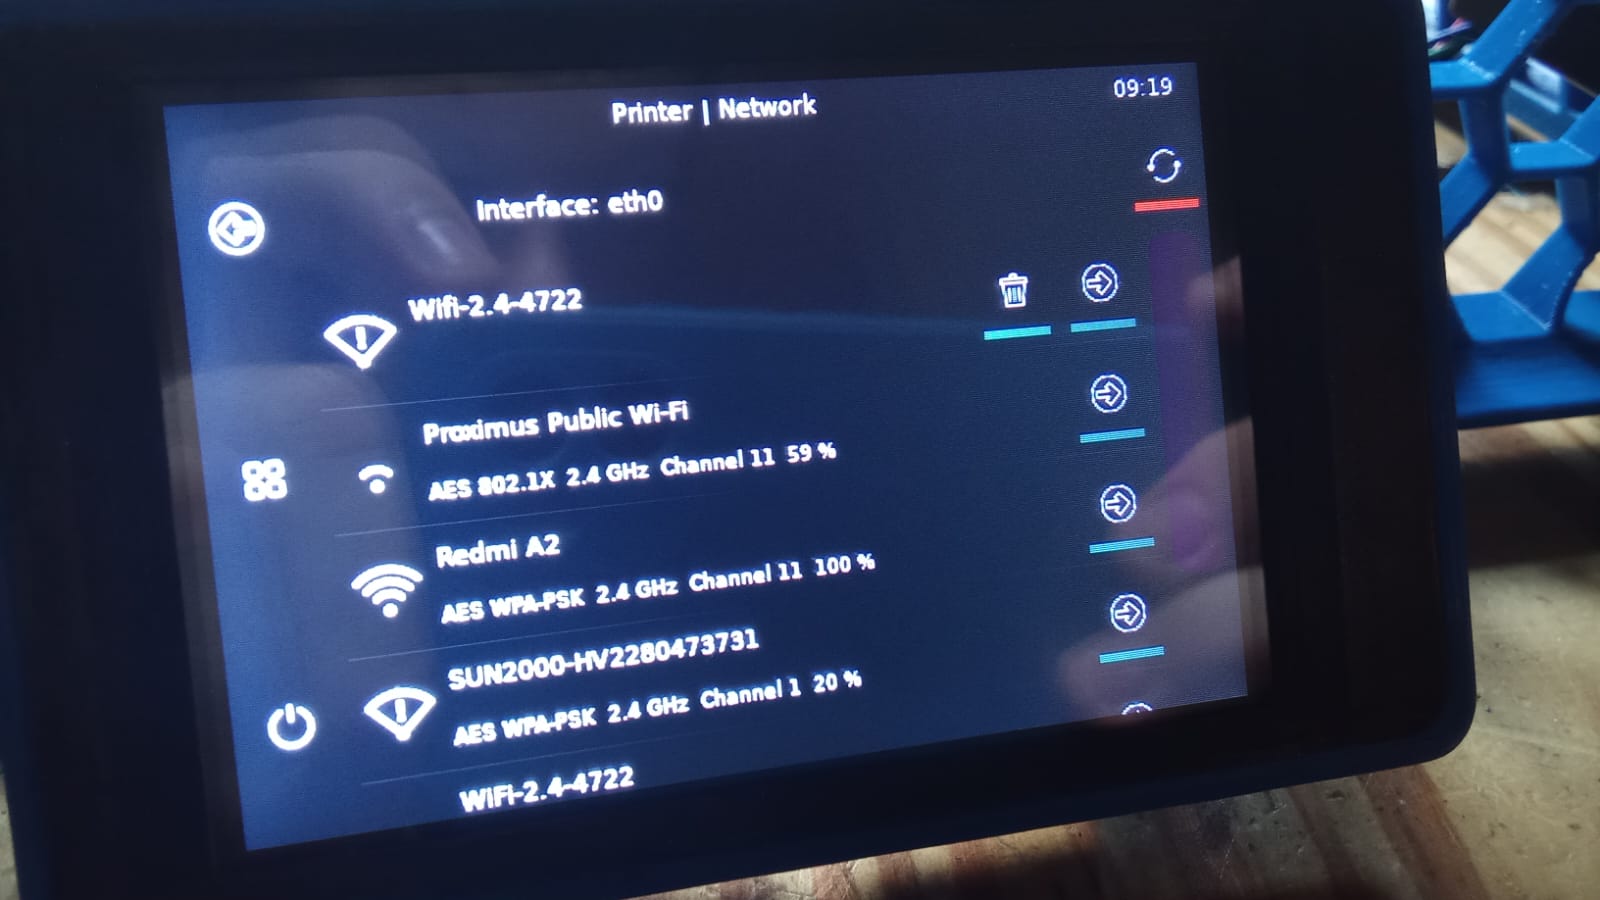 Printer | Network
09:19
Interface: eth0
Wifi-2.4-4722
Proximus Public Wi-Fi
AES 802.1X 2.4 GHz Channel 11 59 %
Redmi A2
AES WPA-PSK 2.4 GHz Channel 11 100 %
SUN2000-HV2280473731
AES WPA-PSK 2.4 GHz Channel 1 20 %
WiFi-2.4-4722